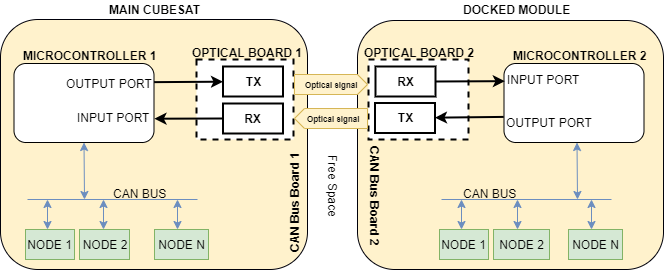 MAIN CUBESAT
DOCKED MODULE
MICROCONTROLLER 1
OPTICAL BOARD 1
OPTICAL BOARD 2
MICROCONTROLLER 2
OUTPUT PORT
TX
Optical signal
RX
INPUT PORT
INPUT PORT
RX
Optical signal
TX
OUTPUT PORT
CAN Bus Board 1
Free Space
CAN Bus Board 2
CAN BUS
CAN BUS
NODE 1
NODE 2
NODE N
NODE 1
NODE 2
NODE N